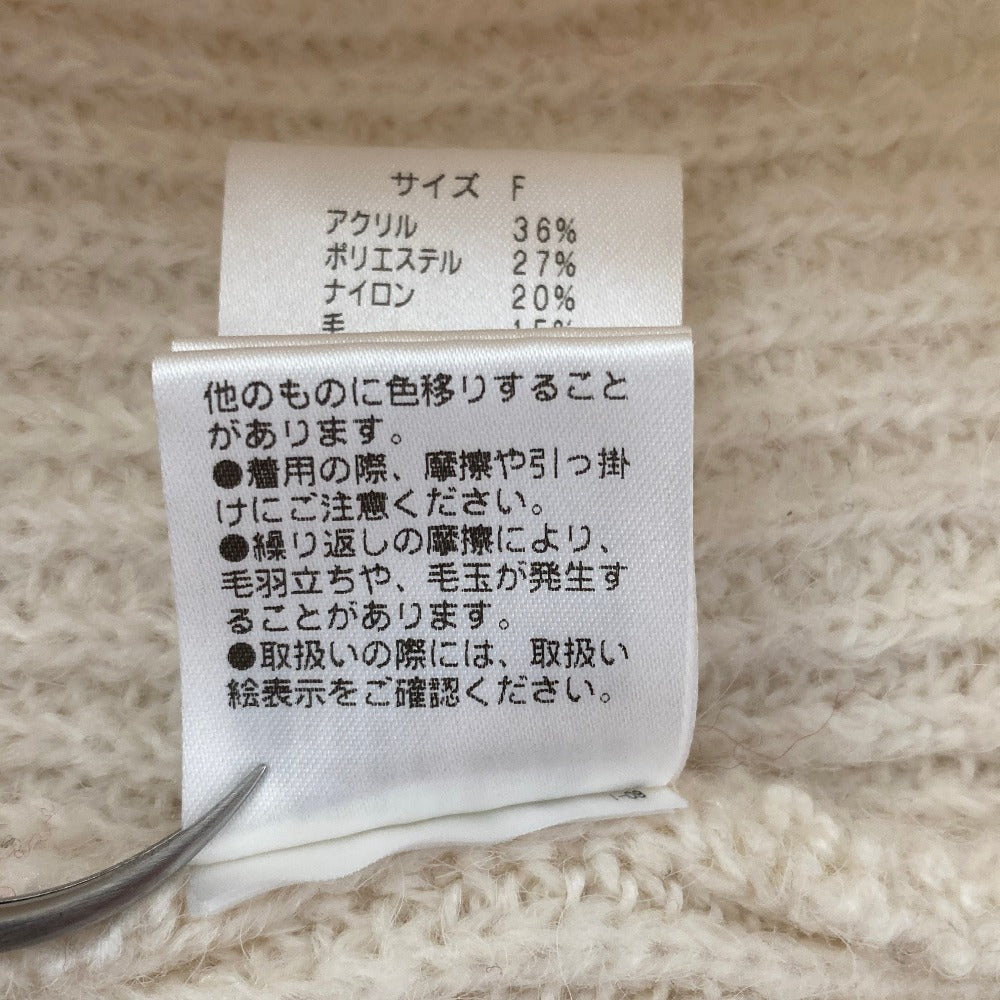 サイズ F
アクリル 36%
ポリエステル 27%
ナイロン 20%
毛 15%
他のものに色移りすること
があります。
●着用の際、摩擦や引っ掛
けにご注意ください。
●繰り返しの摩擦により、
毛羽立ちや、毛玉が発生す
ることがあります。
●取扱いの際には、取扱い
絵表示をご確認ください。